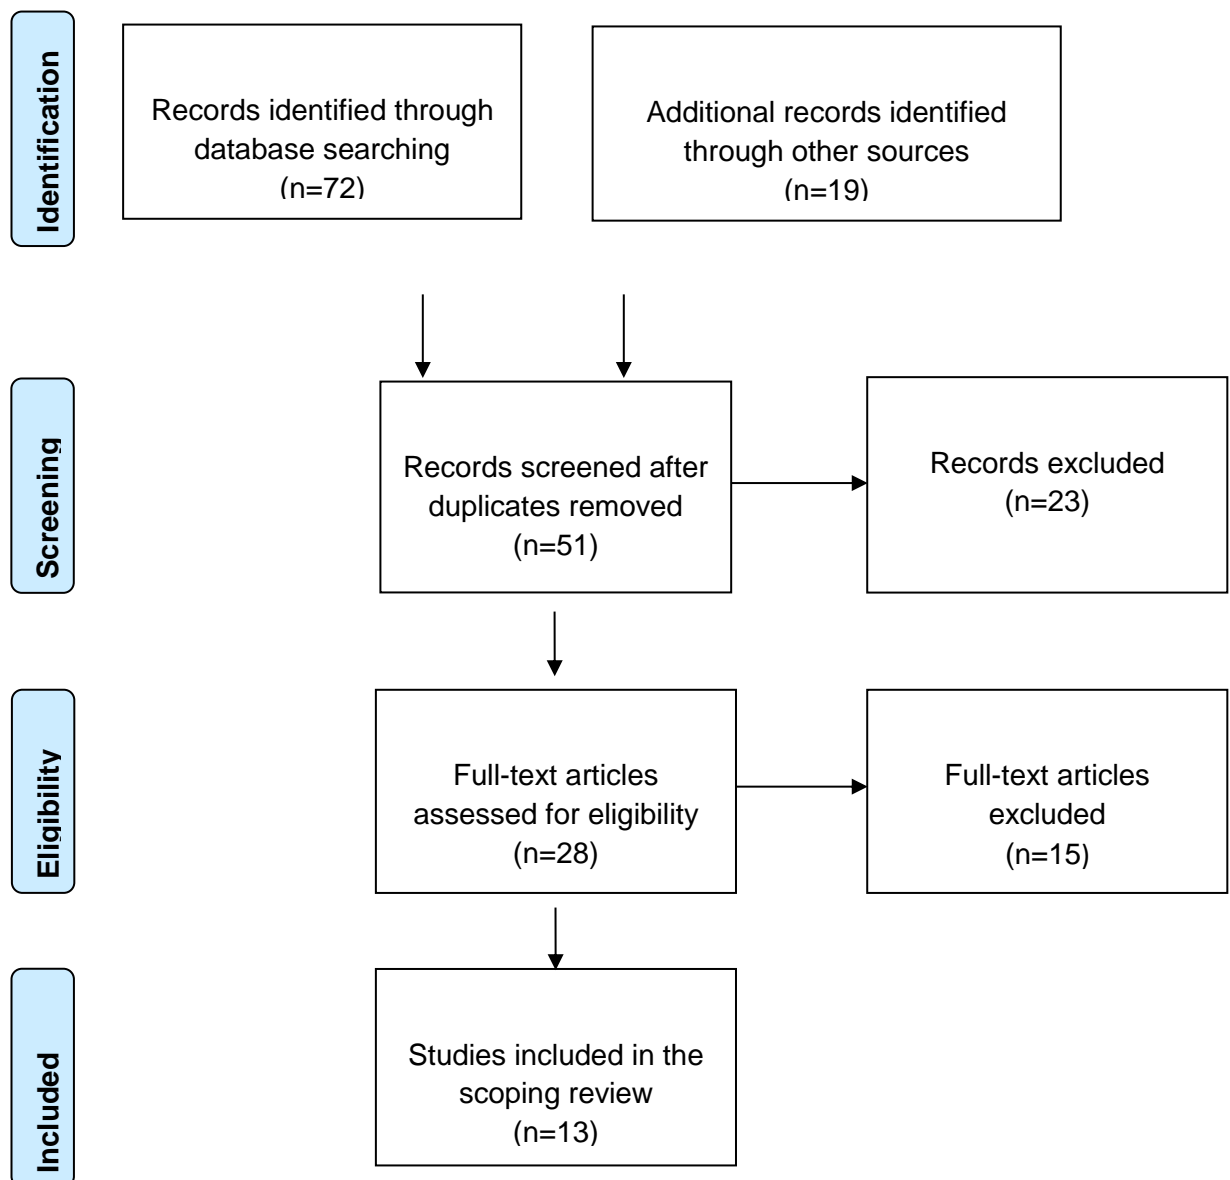 Identification
Records identified through
database searching
(n=72)
Additional records identified
through other sources
(n=19)
Screening
Records screened after
duplicates removed
(n=51)
Records excluded
(n=23)
Eligibility
Full-text articles
assessed for eligibility
(n=28)
Full-text articles
excluded
(n=15)
Included
Studies included in the
scoping review
(n=13)